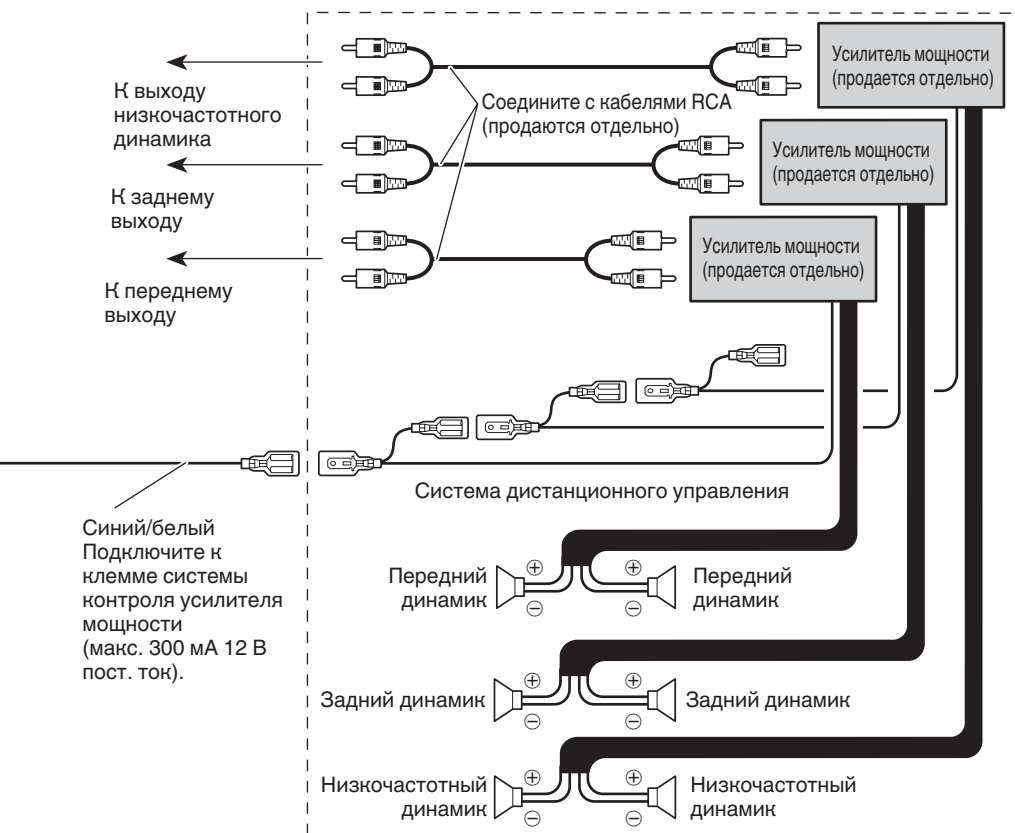 Усилитель мощности
(продается отдельно)
К выходу
низкочастотного
динамика
Соедините с кабелями RCA
(продаются отдельно)
Усилитель мощности
(продается отдельно)
К заднему
выходу
Усилитель мощности
(продается отдельно)
К переднему
выходу
Система дистанционного управления
Синий/белый
Подключите к
клемме системы
контроля усилителя
мощности
(макс. 300 мА 12 В
пост. ток).
Передний
динамик
⊕
⊖
⊕
⊖
Передний
динамик
Задний динамик
⊕
⊖
⊕
⊖
Задний динамик
Низкочастотный
динамик
⊕
⊖
⊕
⊖
Низкочастотный
динамик